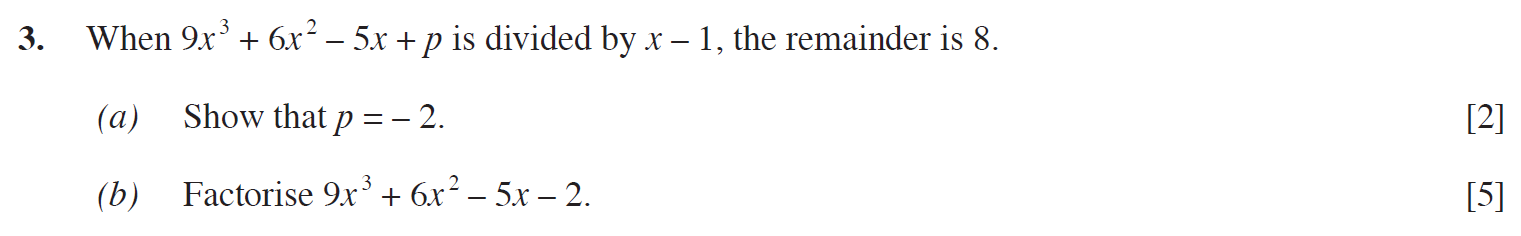 3. When 9x³ + 6x² – 5x + p is divided by x – 1, the remainder is 8.
(a) Show that p = – 2. [2]
(b) Factorise 9x³ + 6x² – 5x – 2. [5]